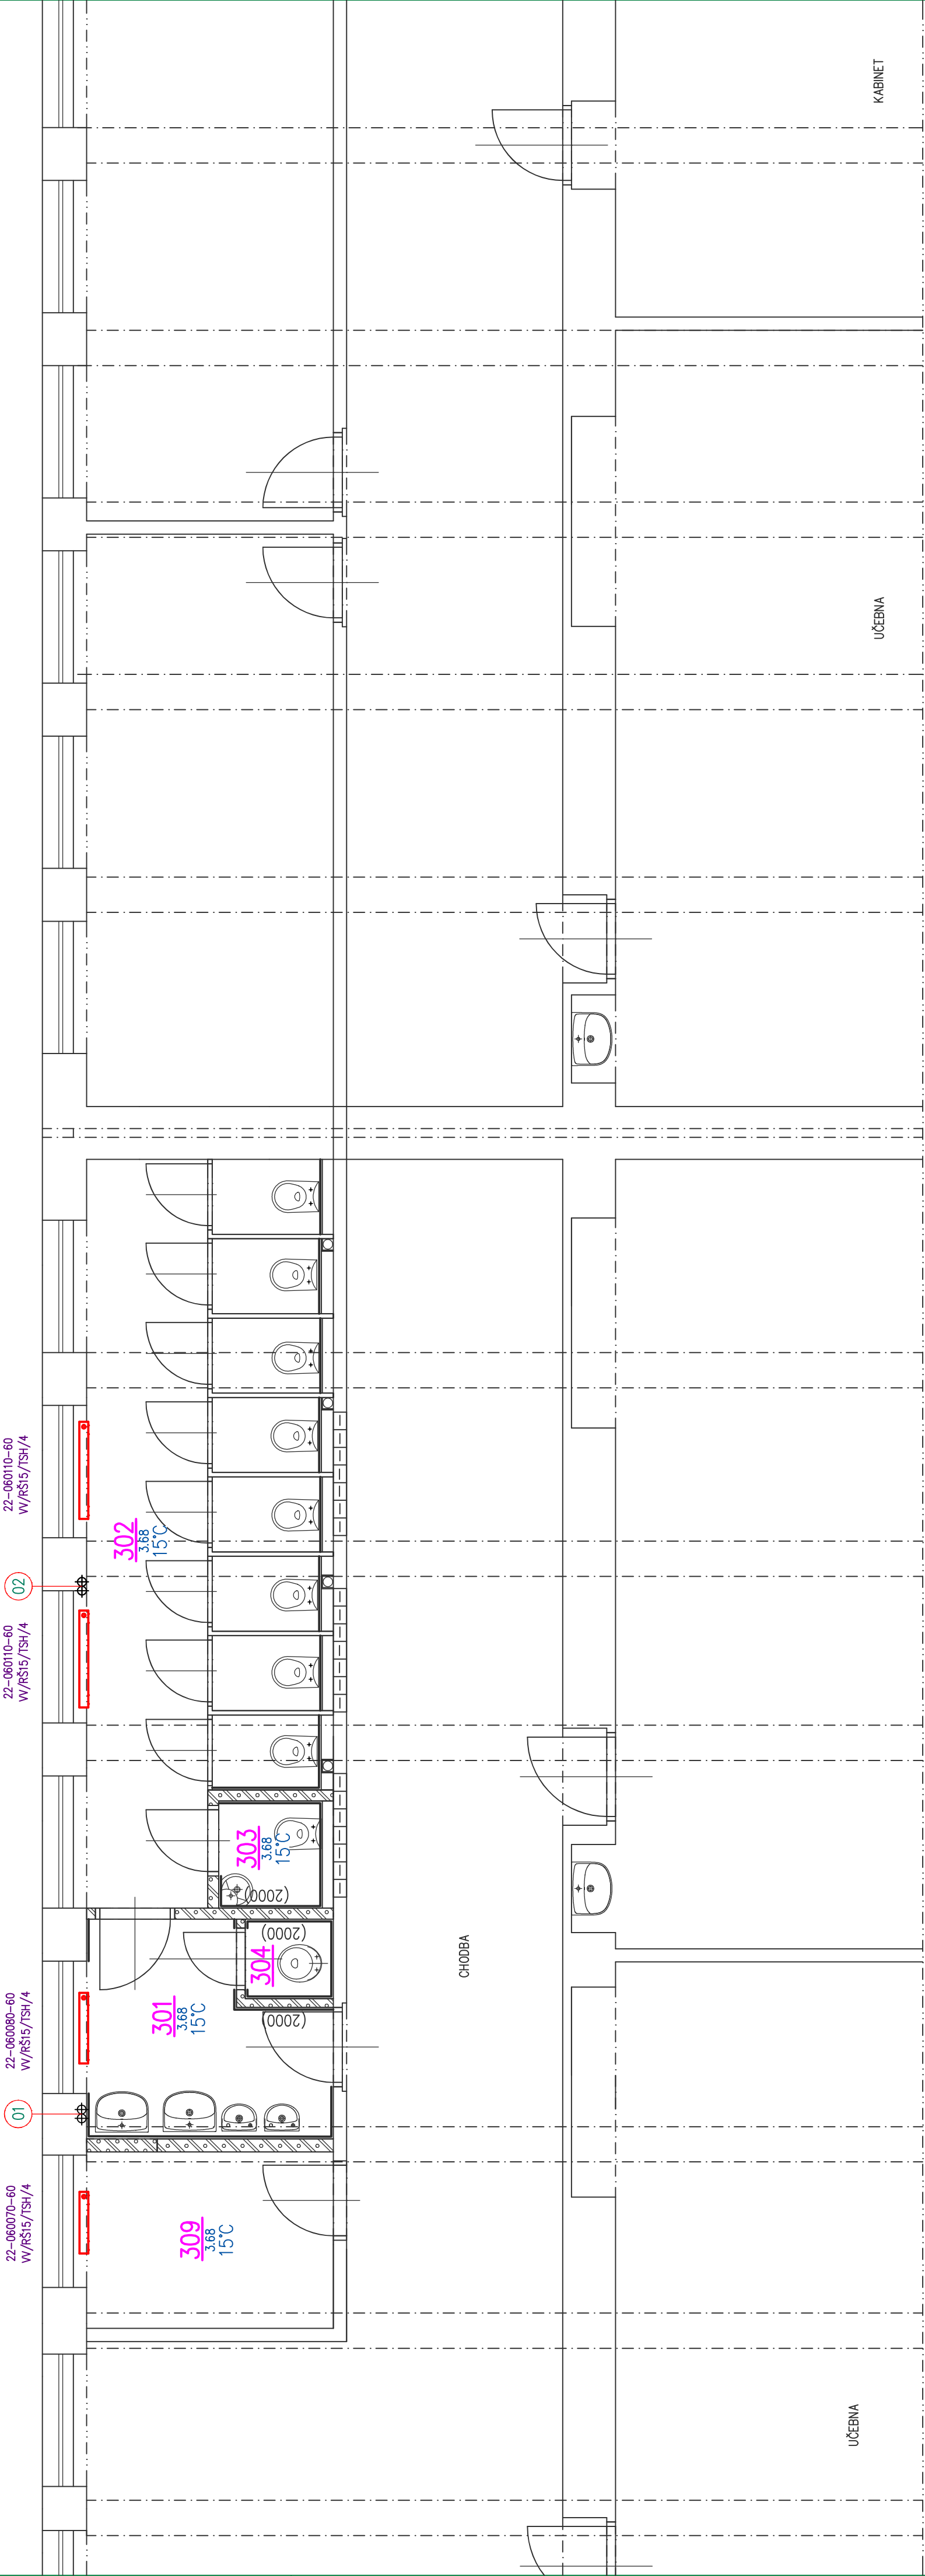 KABINET
UČEBNA
22-060110-60
VV/RŠ15/TSH/4
02
22-060110-60
VV/RŠ15/TSH/4
302
3.68
15°C
303
3.68
15°C
(2000)
(2000)
304
(2000)
CHODBA
22-060080-60
VV/RŠ15/TSH/4
301
3.68
15°C
01
22-060070-60
VV/RŠ15/TSH/4
309
3.68
15°C
UČEBNA